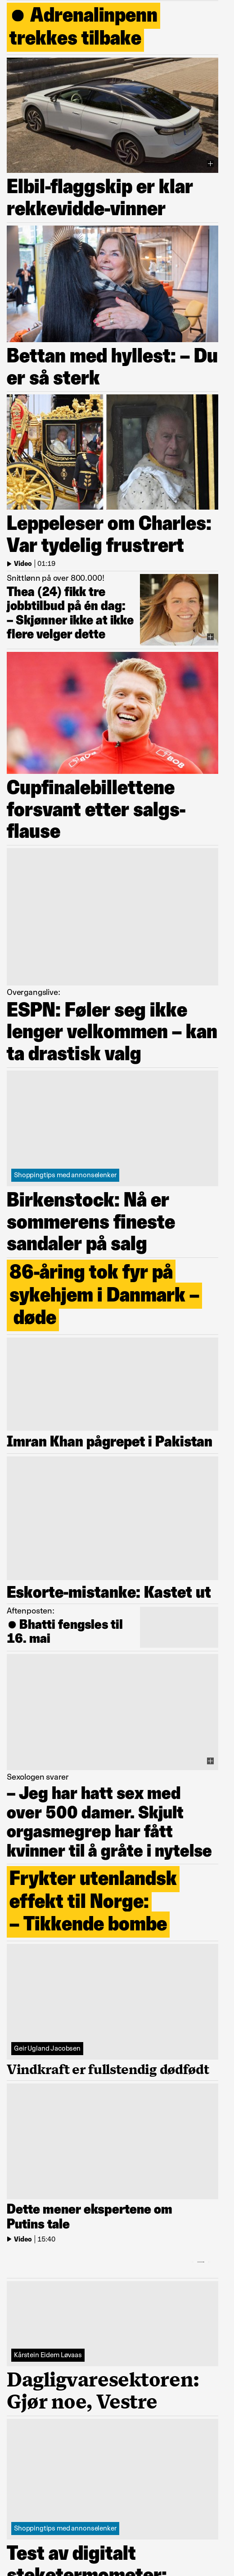 ● Adrenalinpenn
trekkes tilbake
Elbil-flaggskip er klar
rekkevidde-vinner
Bettan med hyllest: – Du
er så sterk
Leppeleser om Charles:
Var tydelig frustrert
Video | 01:19
Snittlønn på over 800.000!
Thea (24) fikk tre
jobbtilbud på én dag:
– Skjønner ikke at ikke
flere velger dette
BOB
Cupfinalebillettene
forsvant etter salgs-
flause
Overgangslive:
ESPN: Føler seg ikke
lenger velkommen – kan
ta drastisk valg
Shoppingtips med annonselenker
Birkenstock: Nå er
sommerens fineste
sandaler på salg
86-åring tok fyr på
sykehjem i Danmark –
døde
Imran Khan pågrepet i Pakistan
Eskorte-mistanke: Kastet ut
Aftenposten:
● Bhatti fengsles til
16. mai
Sexologen svarer
– Jeg har hatt sex med
over 500 damer. Skjult
orgasmegrep har fått
kvinner til å gråte i nytelse
Frykter utenlandsk
effekt til Norge:
– Tikkende bombe
Geir Ugland Jacobsen
Vindkraft er fullstendig dødfødt
Dette mener ekspertene om
Putins tale
Video | 15:40
Kårstein Eidem Løvaas
Dagligvaresektoren:
Gjør noe, Vestre
Shoppingtips med annonselenker
Test av digitalt
steketermometer: